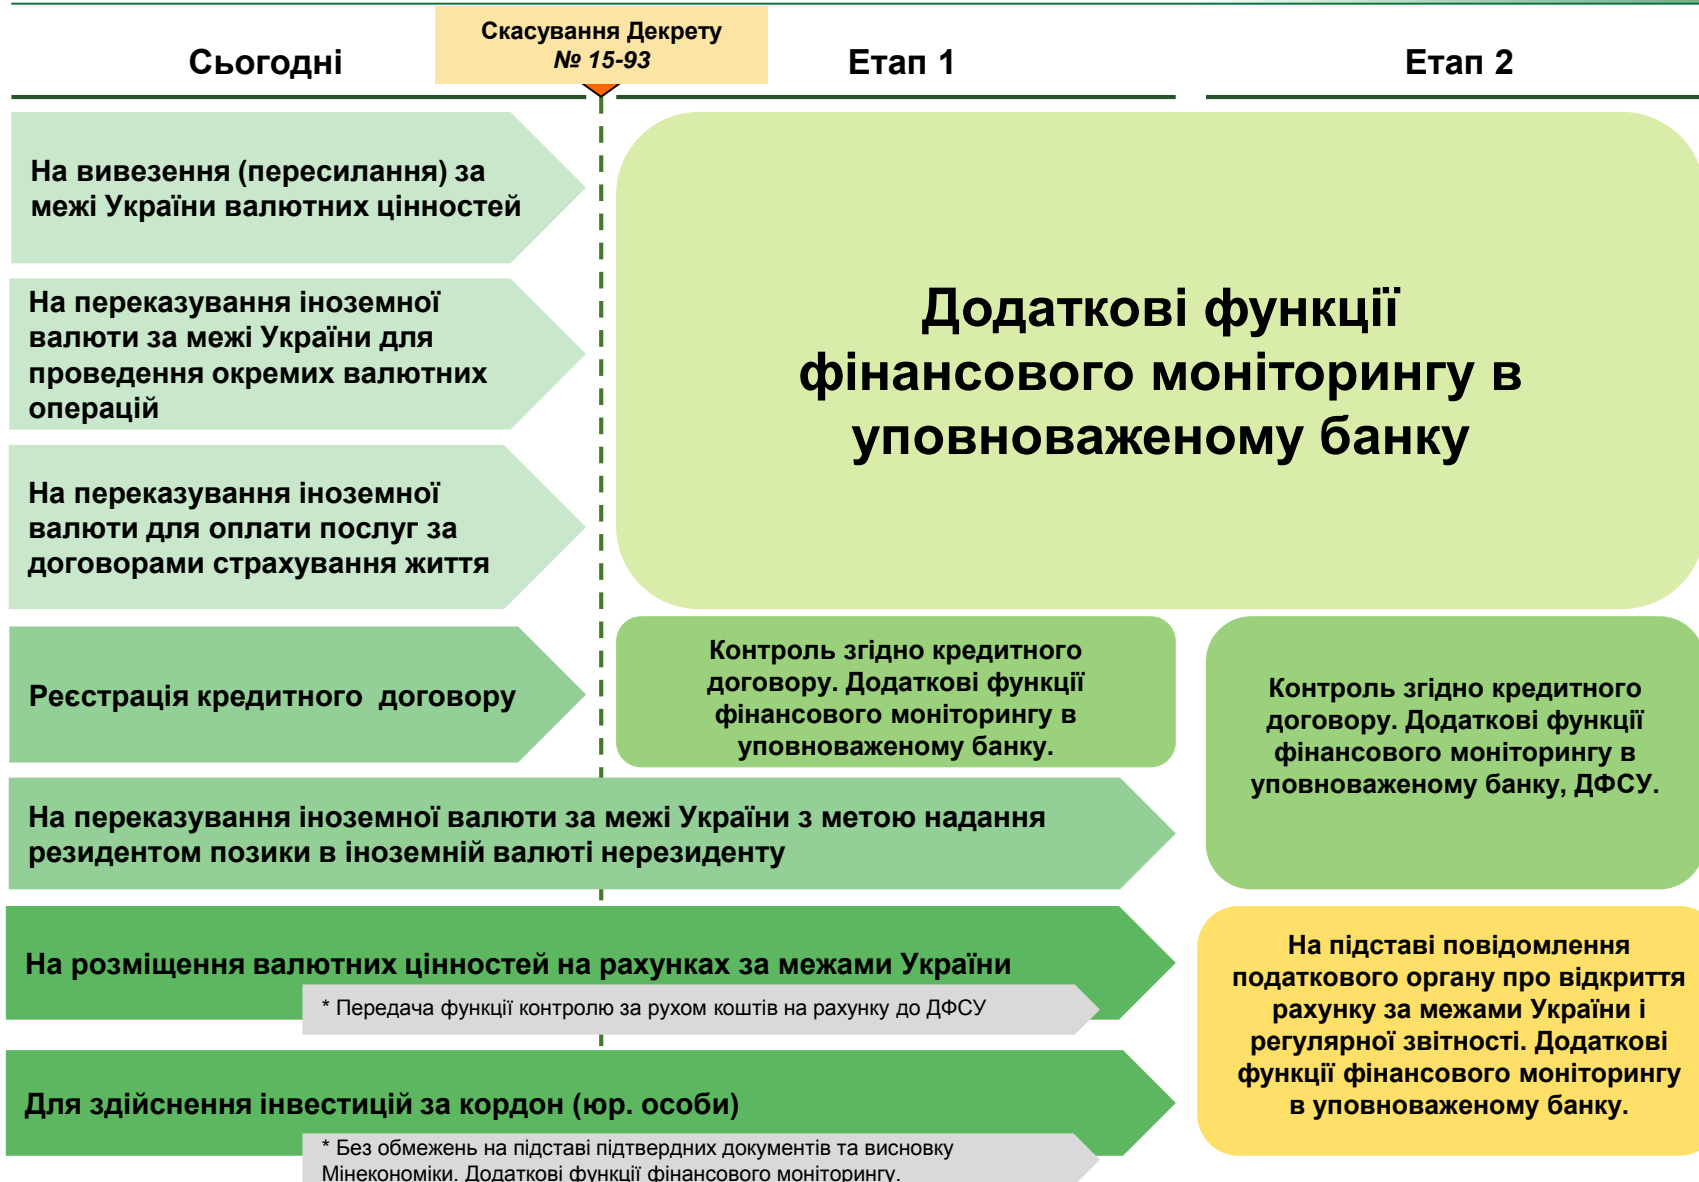 Сьогодні
Скасування Декрету
№ 15-93
Етап 1
Етап 2
На вивезення (пересилання) за
межі України валютних цінностей
На переказування іноземної
валюти за межі України для
проведення окремих валютних
операцій
На переказування іноземної
валюти для оплати послуг за
договорами страхування життя
Додаткові функції
фінансового моніторингу в
уповноваженому банку
Реєстрація кредитного договору
Контроль згідно кредитного
договору. Додаткові функції
фінансового моніторингу в
уповноваженому банку.
Контроль згідно кредитного
договору. Додаткові функції
фінансового моніторингу в
уповноваженому банку, ДФСУ.
На переказування іноземної валюти за межі України з метою надання
резидентом позики в іноземній валюті нерезиденту
На розміщення валютних цінностей на рахунках за межами України
* Передача функції контролю за рухом коштів на рахунку до ДФСУ
На підставі повідомлення
податкового органу про відкриття
рахунку за межами України і
регулярної звітності. Додаткові
функції фінансового моніторингу
в уповноваженому банку.
Для здійснення інвестицій за кордон (юр. особи)
* Без обмежень на підставі підтвердних документів та висновку
Мінекономіки. Додаткові функції фінансового моніторингу.